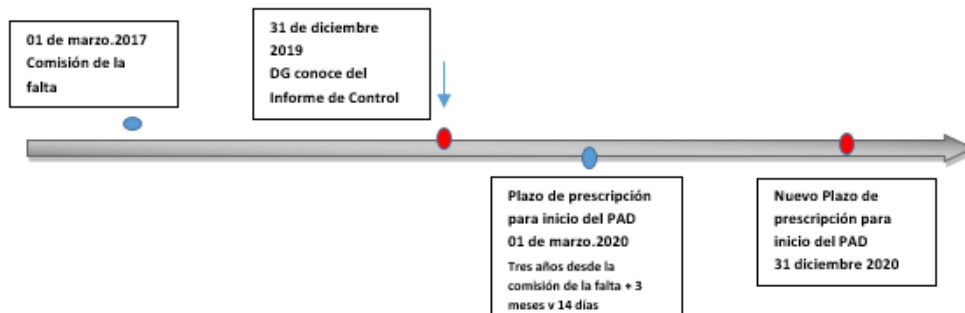 01 de marzo.2017
Comisión de la
falta
31 de diciembre
2019
DG conoce del
Informe de Control
Plazo de prescripción
para inicio del PAD
01 de marzo.2020
Tres años desde la
comisión de la falta + 3
meses y 14 días
Nuevo Plazo de
prescripción para
inicio del PAD
31 diciembre 2020